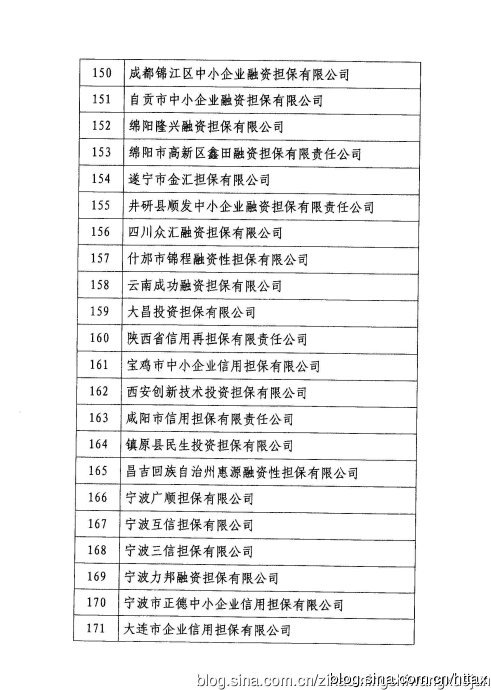 150 成都锦江区中小企业融资担保有限公司
151 自贡市中小企业融资担保有限公司
152 绵阳隆兴融资担保有限公司
153 绵阳市高新区鑫田融资担保有限责任公司
154 遂宁市金汇担保有限公司
155 井研县顺发中小企业融资担保有限责任公司
156 四川众汇融资担保有限公司
157 什邡市锦程融资性担保有限公司
158 云南成功融资担保有限公司
159 大昌投资担保有限公司
160 陕西省信用再担保有限责任公司
161 宝鸡市中小企业信用担保有限公司
162 西安创新技术投资担保有限公司
163 咸阳市信用担保有限责任公司
164 镇原县民生投资担保有限公司
165 昌吉回族自治州惠源融资性担保有限公司
166 宁波广顺担保有限公司
167 宁波互信担保有限公司
168 宁波三信担保有限公司
169 宁波力邦融资担保有限公司
170 宁波市正德中小企业信用担保有限公司
171 大连市企业信用担保有限公司